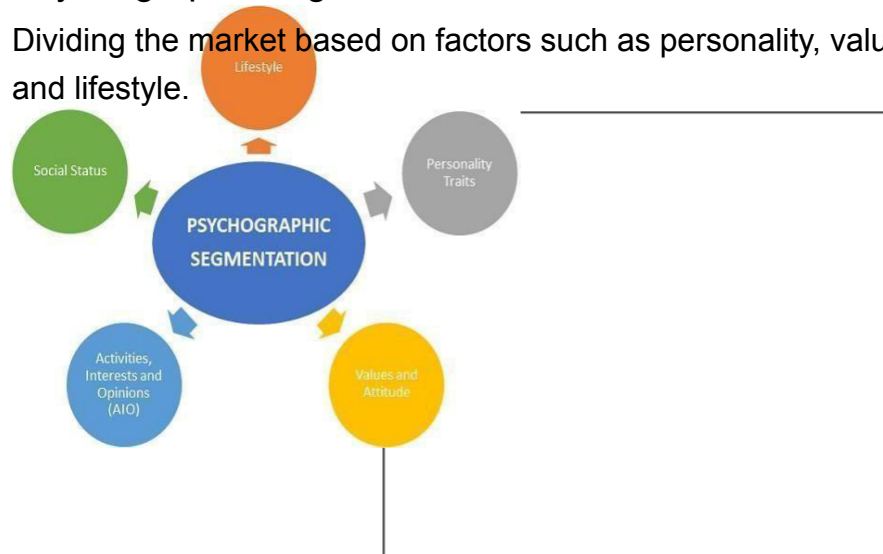 Dividing the market based on factors such as personality,
and lifestyle.
Lifestyle
Social Status
Personality
Traits
PSYCHOGRAPHIC
SEGMENTATION
Activities,
Interests and
Opinions
(AIO)
Values and
Attitude